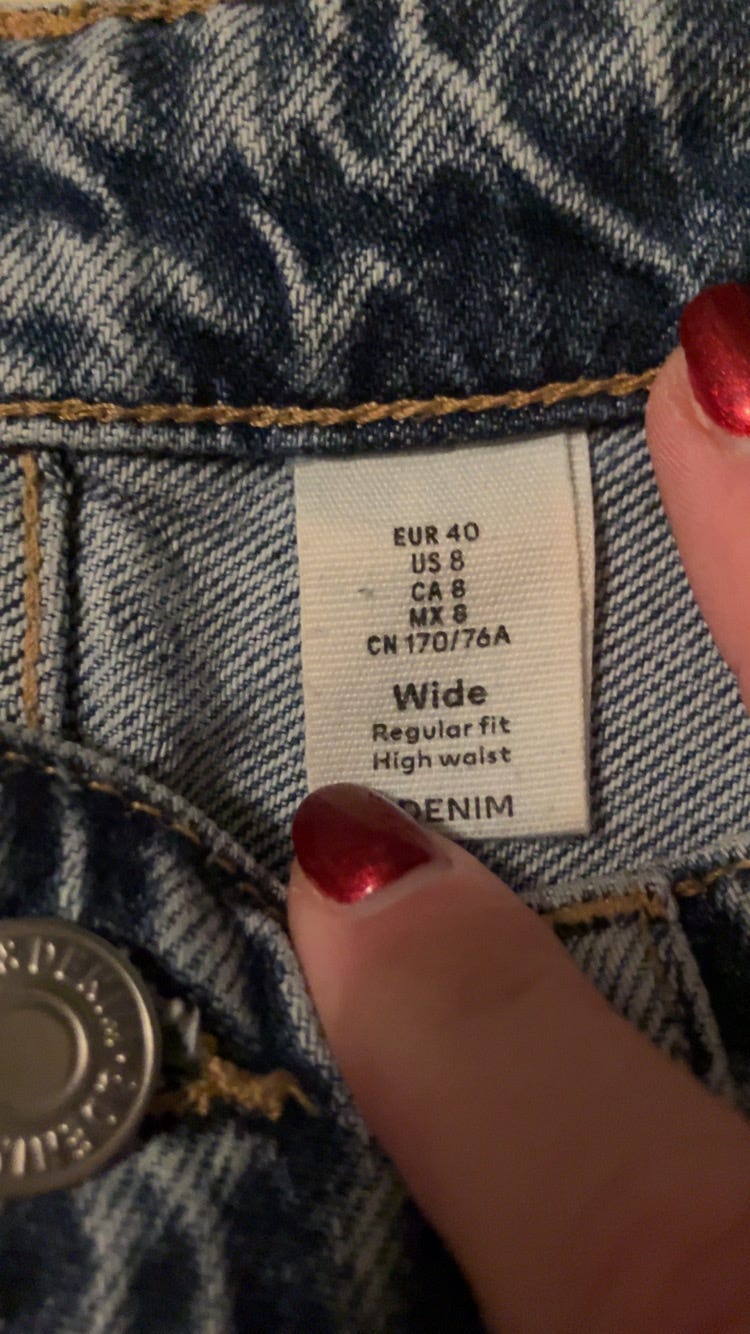 EUR 40
US 8
CA 8
MX 8
CN 170/76A
Wide
Regular fit
High waist
DENIM